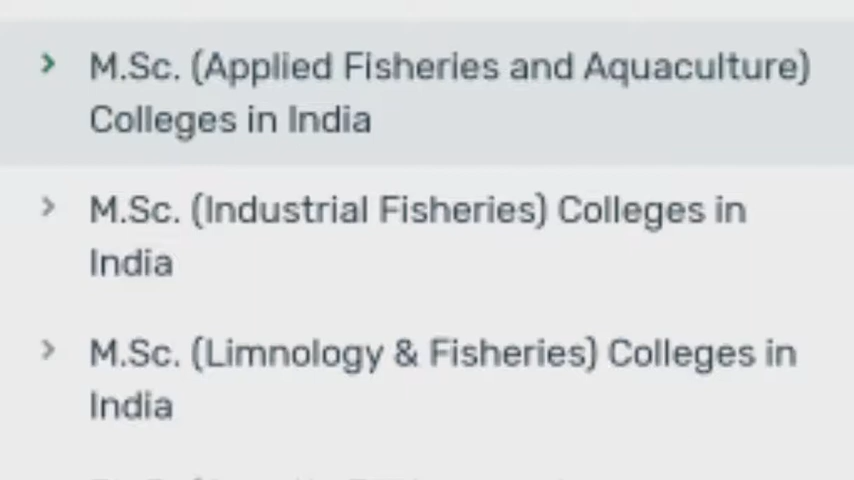 M.Sc. (Applied Fisheries and Aquaculture)
Colleges in India
M.Sc. (Industrial Fisheries) Colleges in
India
M.Sc. (Limnology & Fisheries) Colleges in
India